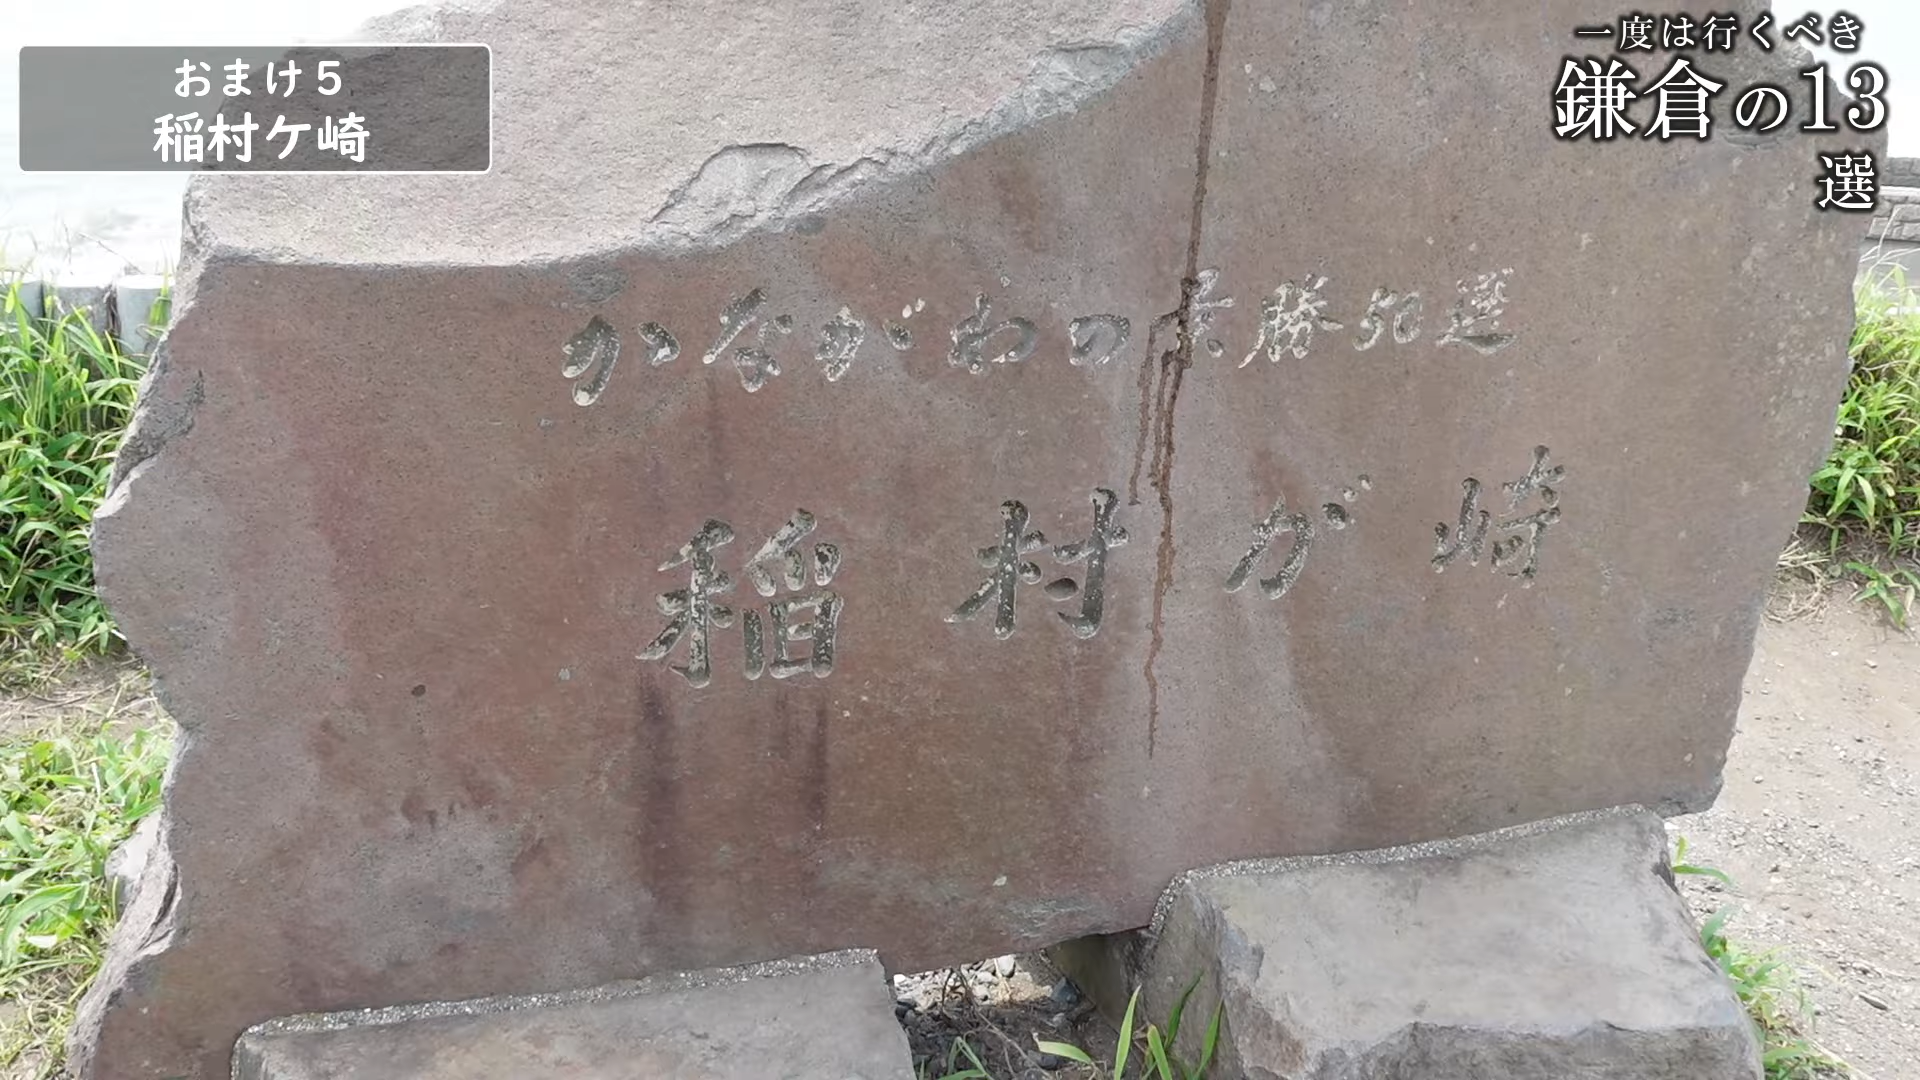 おまけ５
稲村ケ崎
一度は行くべき
鎌倉の13
選
かながわの景勝50選
稲村が崎